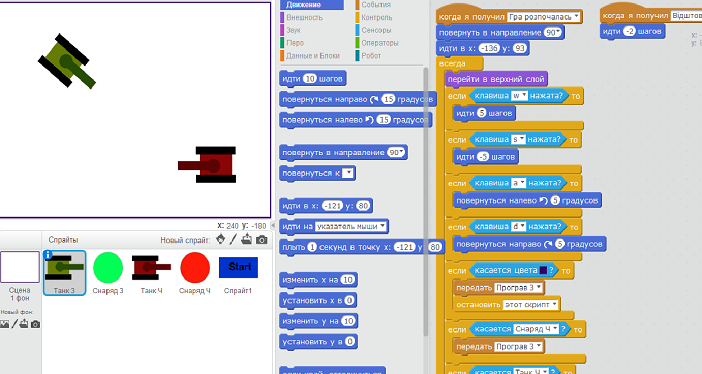 Движение
События
Внешность
Контроль
Звук
Сенсоры
Перо
Операторы
Данные и Блоки
Робот
идти 10 шагов
повернуться направо 15 градусов
повернуться налево 15 градусов
повернуть в направление 90
повернуться к
идти в x: -121 y: 80
идти на указатель мыши
плыть 1 секунд в точку x: -121 y: 80
изменить x на 10
установить x в 0
изменить y на 10
установить y в 0
x: 240 y: -180
Спрайты
Новый спрайт:
Сцена
1 фон
Новый фон:
Танк З
Снаряд З
Танк Ч
Снаряд Ч
Спрайт1
Start
когда я получил Гра розпочалась
повернуть в направление 90
идти в x: -136 y: 93
всегда
перейти в верхний слой
если клавиша w нажата? то
идти 5 шагов
если клавиша s нажата? то
идти -5 шагов
если клавиша a нажата? то
повернуться налево 5 градусов
если клавиша d нажата? то
повернуться направо 5 градусов
если касается цвета ? то
передать Програв З
остановить этот скрипт
если касается Снаряд Ч ? то
передать Програв З
если касается Танк Ч ? то
когда я получил Відштов
идти -2 шагов